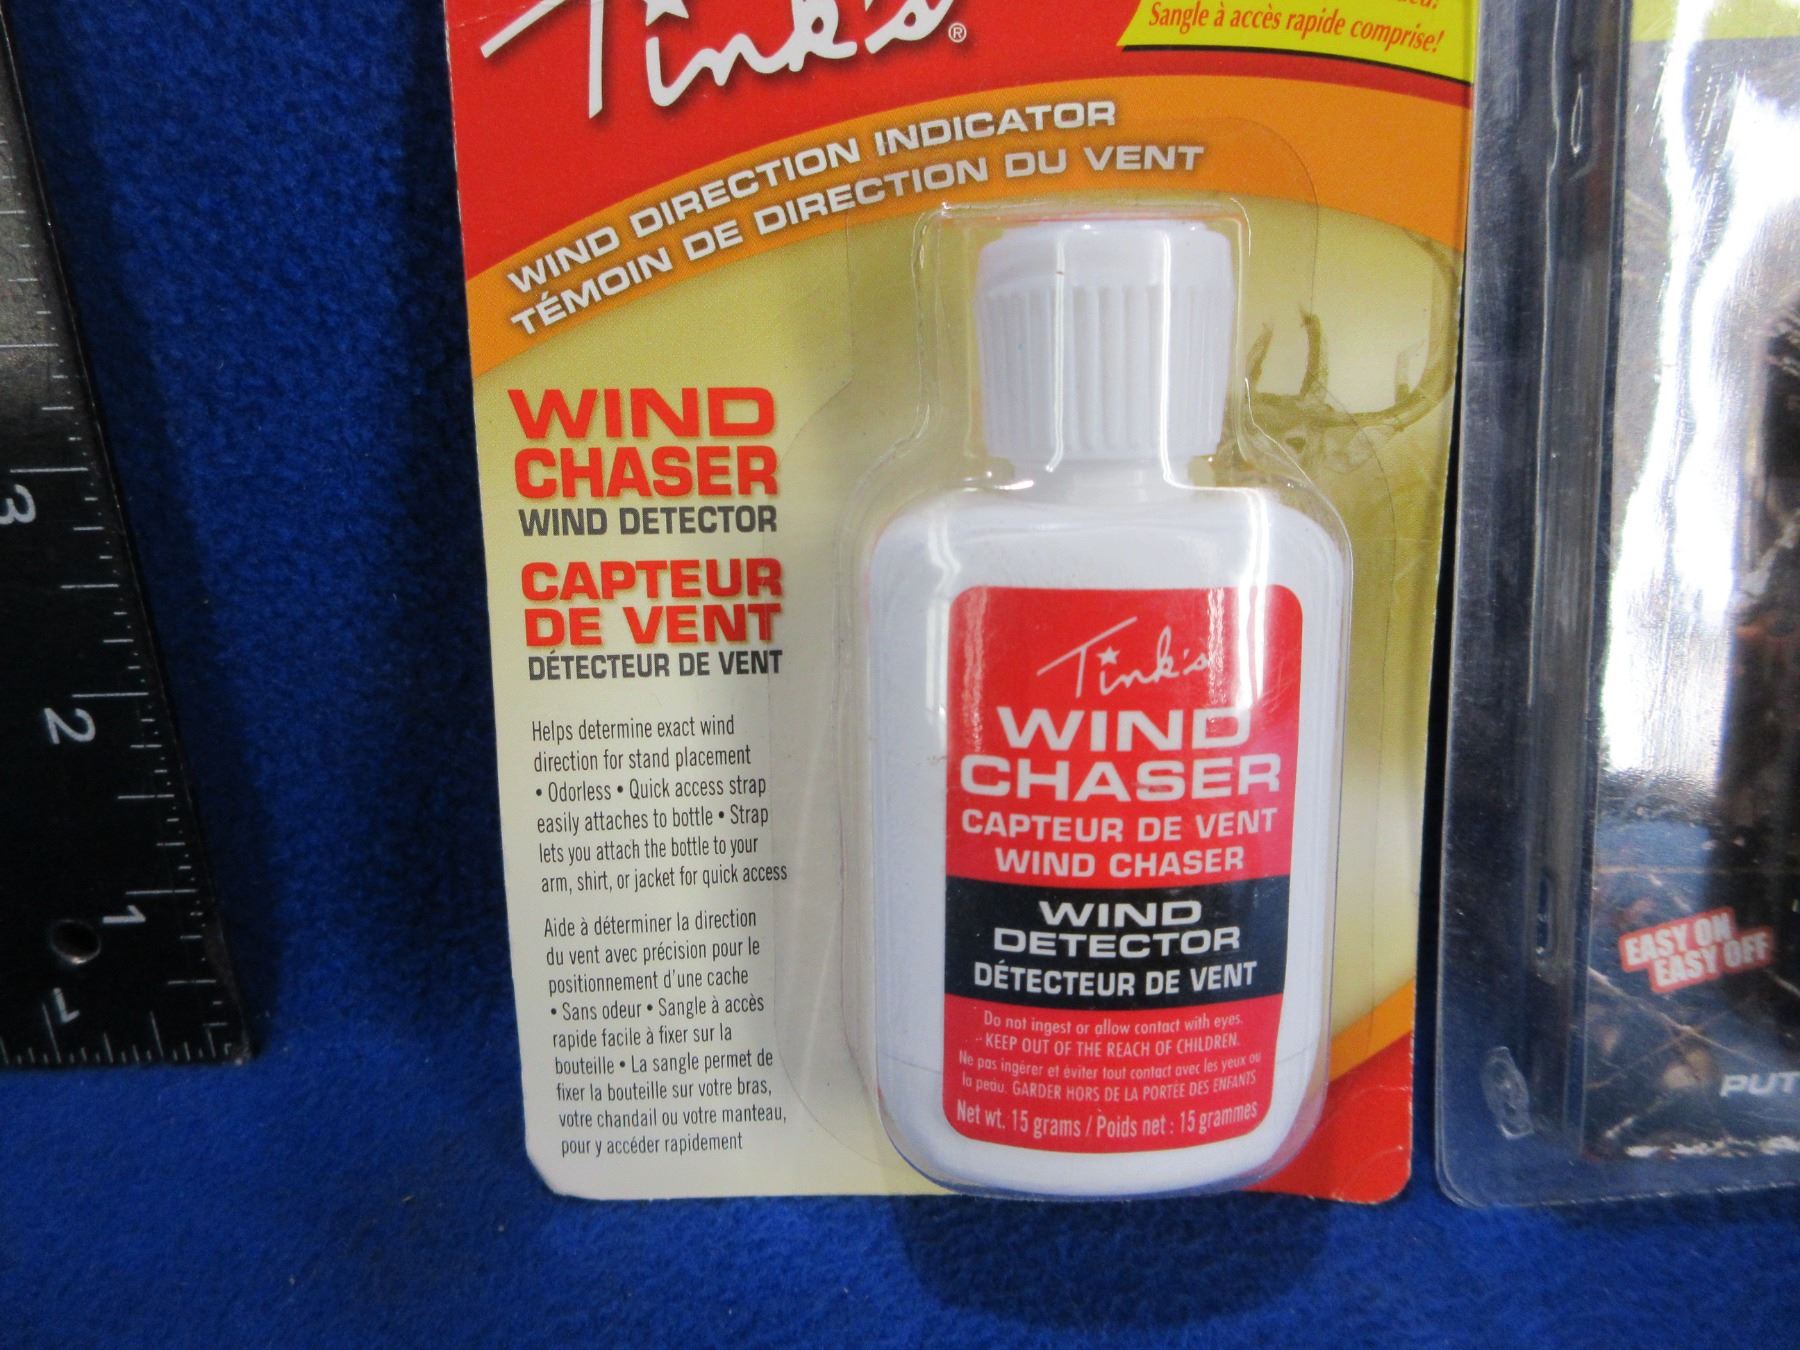 Tink's®
Sangle à accès rapide comprise!
WIND DIRECTION INDICATOR
TÉMOIN DE DIRECTION DU VENT
WIND
CHASER
WIND DETECTOR
CAPTEUR
DE VENT
DÉTECTEUR DE VENT
Helps determine exact wind
direction for stand placement
• Odorless • Quick access strap
easily attaches to bottle • Strap
lets you attach the bottle to your
arm, shirt, or jacket for quick access
Aide à déterminer la direction
du vent avec précision pour le
positionnement d'une cache
• Sans odeur • Sangle à accès
rapide facile à fixer sur la
bouteille • La sangle permet de
fixer la bouteille sur votre bras,
votre chandail ou votre manteau,
pour y accéder rapidement
Tink's
WIND
CHASER
CAPTEUR DE VENT
WIND CHASER
WIND
DETECTOR
DÉTECTEUR DE VENT
Do not ingest or allow contact with eyes.
KEEP OUT OF THE REACH OF CHILDREN.
Ne pas ingérer et éviter tout contact avec les yeux ou
la peau. GARDER HORS DE LA PORTÉE DES ENFANTS
Net wt. 15 grams / Poids net : 15 grammes
3
2
1
1
EASY ON
EASY OFF
PUT